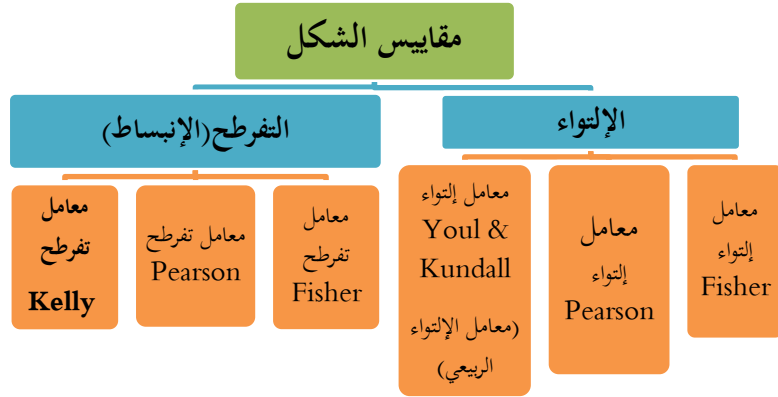 مقاييس الشكل
الإلتواء
التفرطح(الإنبساط)
معامل
إلتواء
Fisher
معامل
إلتواء
Pearson
معامل إلتواء
Youl &
Kundall
(معامل الإلتواء
الربيعي)
معامل
تفرطح
Fisher
معامل تفرطح
Pearson
معامل
تفرطح
Kelly